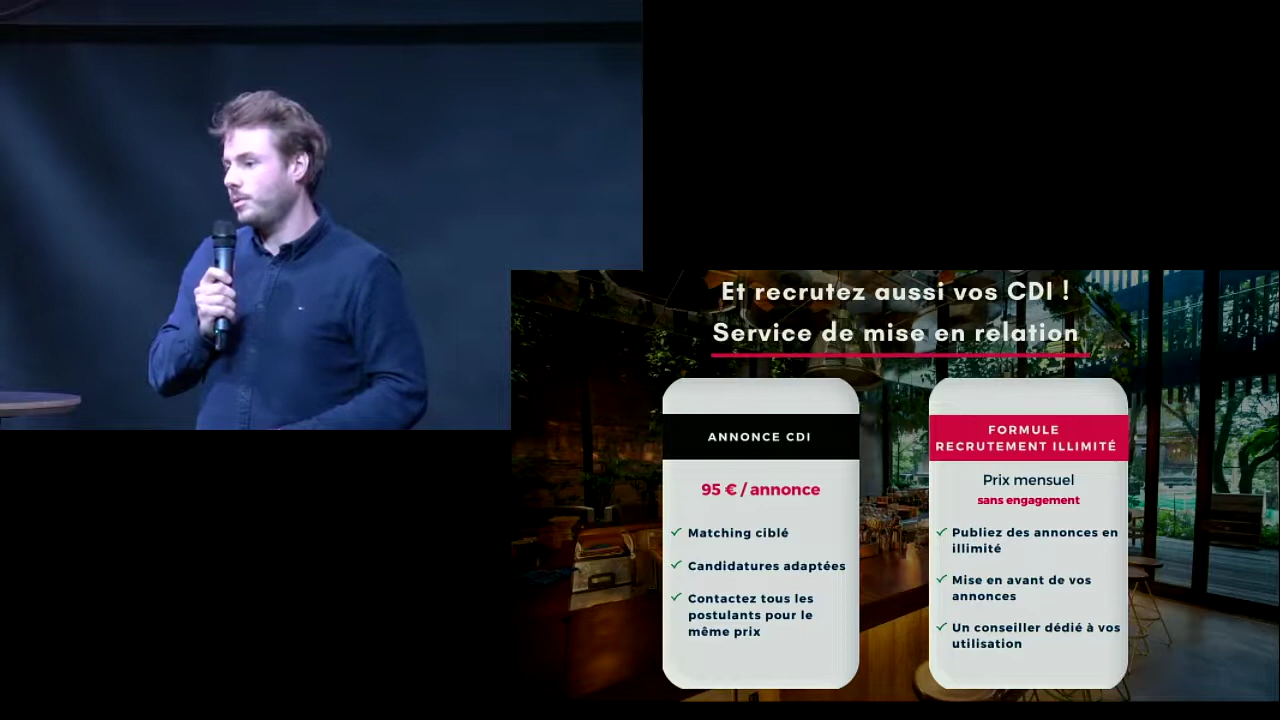 Et recrutez aussi vos CDI !
Service de mise en relation
ANNONCE CDI
95 € / annonce
Matching ciblé
Candidatures adaptées
Contactez tous les
postulants pour le
même prix
FORMULE
RECRUTEMENT ILLIMITÉ
Prix mensuel
sans engagement
Publiez des annonces en
illimité
Mise en avant de vos
annonces
Un conseiller dédié à vos
utilisation